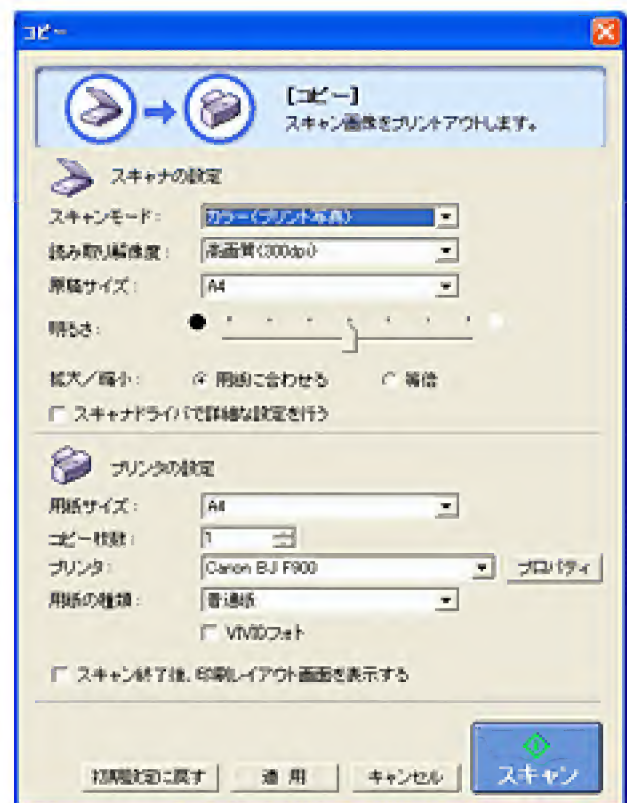 コピー
[コピー]
スキャン画像をプリントアウトします。
スキャナの設定
スキャンモード: カラー(プリント写真)
読み取り解像度: 高画質(300dpi)
原稿サイズ: A4
明るさ:
拡大/縮小: 用紙に合わせる 等倍
スキャナドライバで詳細な設定を行う
プリンタの設定
用紙サイズ: A4
コピー枚数: 1
プリンタ: Canon BJ F900 プロパティ
用紙の種類: 普通紙
VIVIDフォト
スキャン終了後、印刷レイアウト画面を表示する
初期設定に戻す 適用 キャンセル スキャン